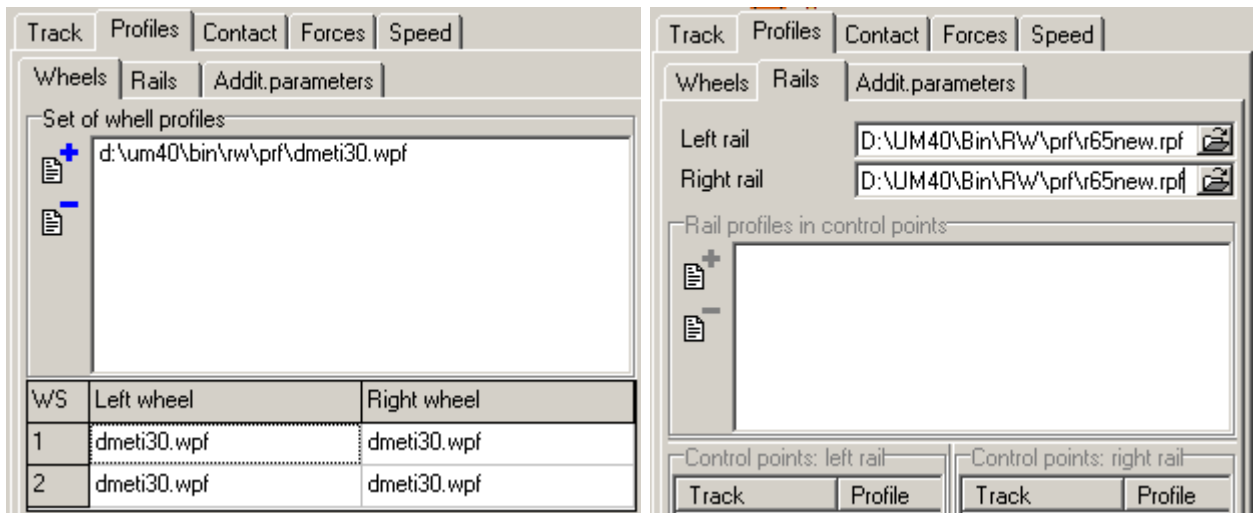 Track Profiles Contact Forces Speed
Wheels Rails Addit.parameters
Set of whell profiles
d:\um40\bin\rw\prf\dmeti30.wpf
WS Left wheel Right wheel
1 dmeti30.wpf dmeti30.wpf
2 dmeti30.wpf dmeti30.wpf
Track Profiles Contact Forces Speed
Wheels Rails Addit.parameters
Left rail D:\UM40\Bin\RW\prf\r65new.rpf
Right rail D:\UM40\Bin\RW\prf\r65new.rpf
Rail profiles in control points
Control points: left rail Control points: right rail
Track Profile Track Profile